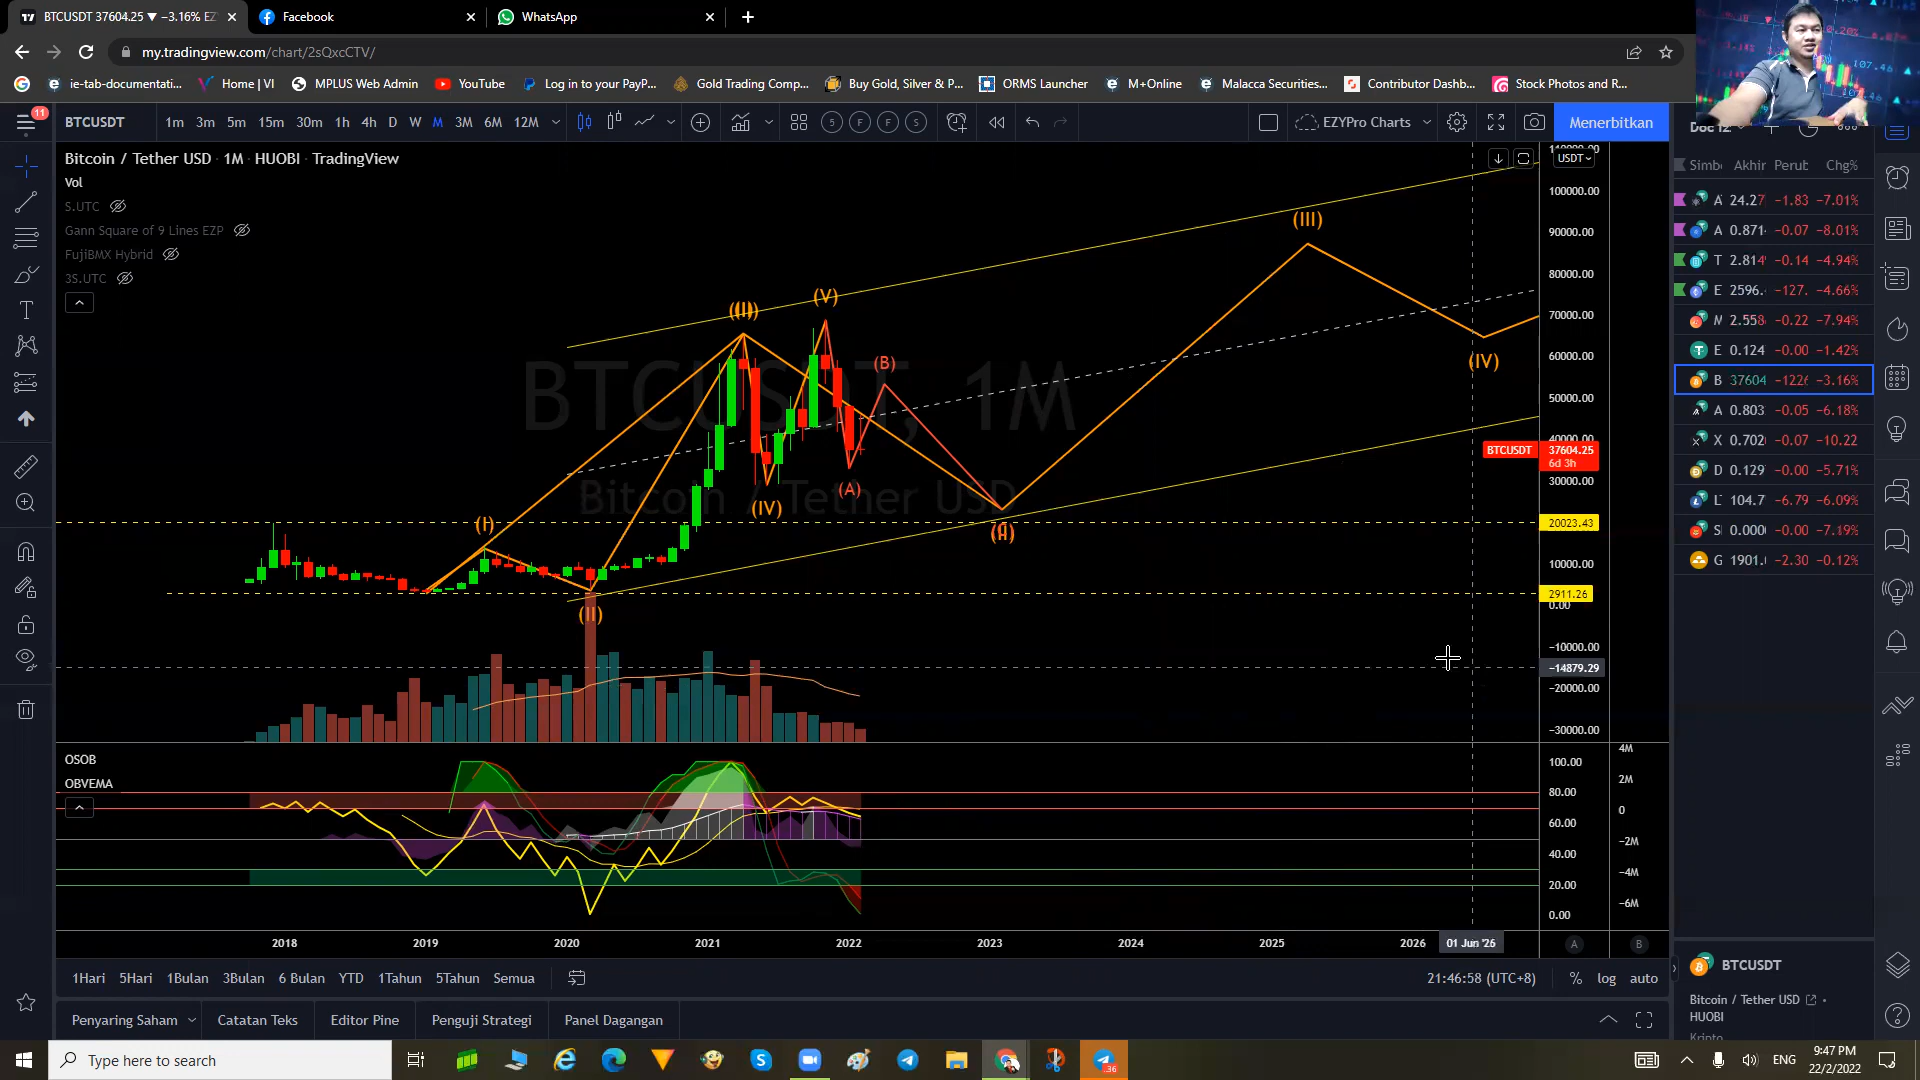 BTCUSDT 37604.25 ▼ −3.16% EZ
Facebook
WhatsApp
my.tradingview.com/chart/2sQxcCTV/
ie-tab-documentati...
Home | VI
MPLUS Web Admin
YouTube
Log in to your PayP...
Gold Trading Comp...
Buy Gold, Silver & P...
ORMS Launcher
M+Online
Malacca Securities...
Contributor Dashb...
Stock Photos and R...
11
BTCUSDT
1m 3m 5m 15m 30m 1h 4h D W M 3M 6M 12M
S F F S
EZYPro Charts
Menerbitkan
Bitcoin / Tether USD · 1M · HUOBI · TradingView
Vol
S.UTC
Gann Square of 9 Lines EZP
FujiBMX Hybrid
3S.UTC
USDT
BTCUSDT, 1M
Bitcoin / Tether USD
(I)
(II)
(IV)
(V)
(A)
(B)
(III)
(IV)
110000.00
100000.00
90000.00
80000.00
70000.00
60000.00
50000.00
40000.00
BTCUSDT 37604.25
6d 3h
30000.00
20023.43
10000.00
2911.26
0.00
−10000.00
−14879.29
−20000.00
−30000.00
OSOB
OBVEMA
100.00
80.00
60.00
40.00
20.00
0.00
4M
2M
0
−2M
−4M
−6M
2018 2019 2020 2021 2022 2023 2024 2025 2026 01 Jun '26
A B
1Hari 5Hari 1Bulan 3Bulan 6 Bulan YTD 1Tahun 5Tahun Semua
21:46:58 (UTC+8) % log auto
Penyaring Saham
Catatan Teks
Editor Pine
Penguji Strategi
Panel Dagangan
Simb Akhir Perub Chg%
A 24.27 −1.83 −7.01%
A 0.871 −0.07 −8.01%
T 2.814 −0.14 −4.94%
E 2596. −127. −4.66%
M 2.558 −0.22 −7.94%
E 0.124 −0.00 −1.42%
B 37604 −1226 −3.16%
A 0.803 −0.05 −6.18%
X 0.702 −0.07 −10.22
D 0.129 −0.00 −5.71%
L 104.7 −6.79 −6.09%
S 0.000 −0.00 −7.19%
G 1901. −2.30 −0.12%
BTCUSDT
Bitcoin / Tether USD
HUOBI
Kripto
Type here to search
36
ENG
9:47 PM
22/2/2022